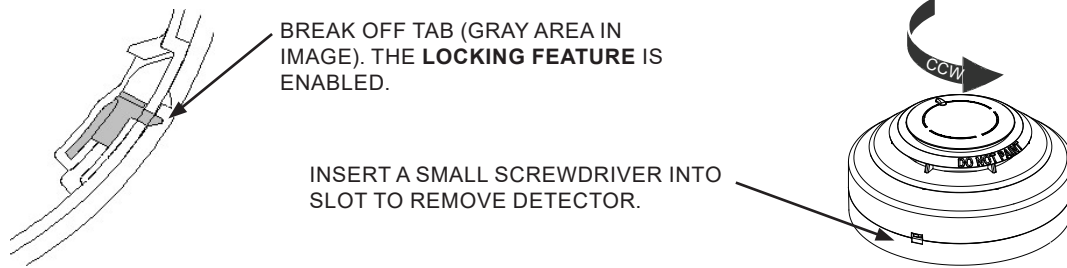 BREAK OFF TAB (GRAY AREA IN
IMAGE). THE LOCKING FEATURE IS
ENABLED.
CCW
DO NOT PAINT
INSERT A SMALL SCREWDRIVER INTO
SLOT TO REMOVE DETECTOR.